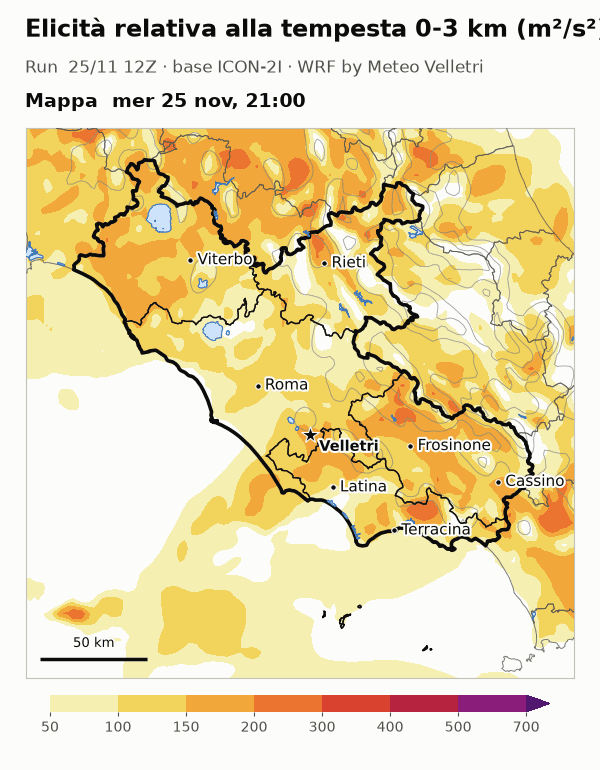 Elicità relativa alla tempesta 0-3 km (m²/s²)
Run 25/11 12Z · base ICON-2I · WRF by Meteo Velletri
Mappa mer 25 nov, 21:00
Viterbo
Rieti
Roma
Velletri
Frosinone
Cassino
Latina
Terracina
50 km
50 100 150 200 300 400 500 700